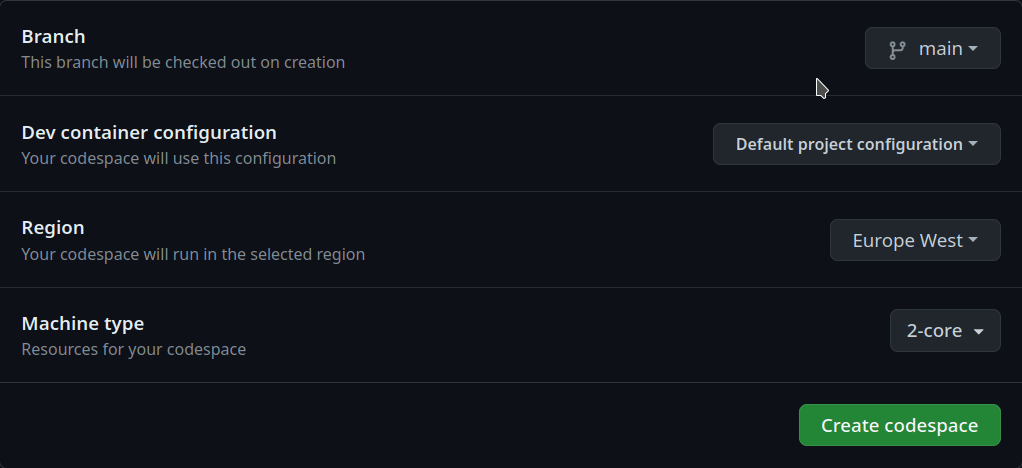 Branch
This branch will be checked out on creation
main
Dev container configuration
Your codespace will use this configuration
Default project configuration
Region
Your codespace will run in the selected region
Europe West
Machine type
Resources for your codespace
2-core
Create codespace